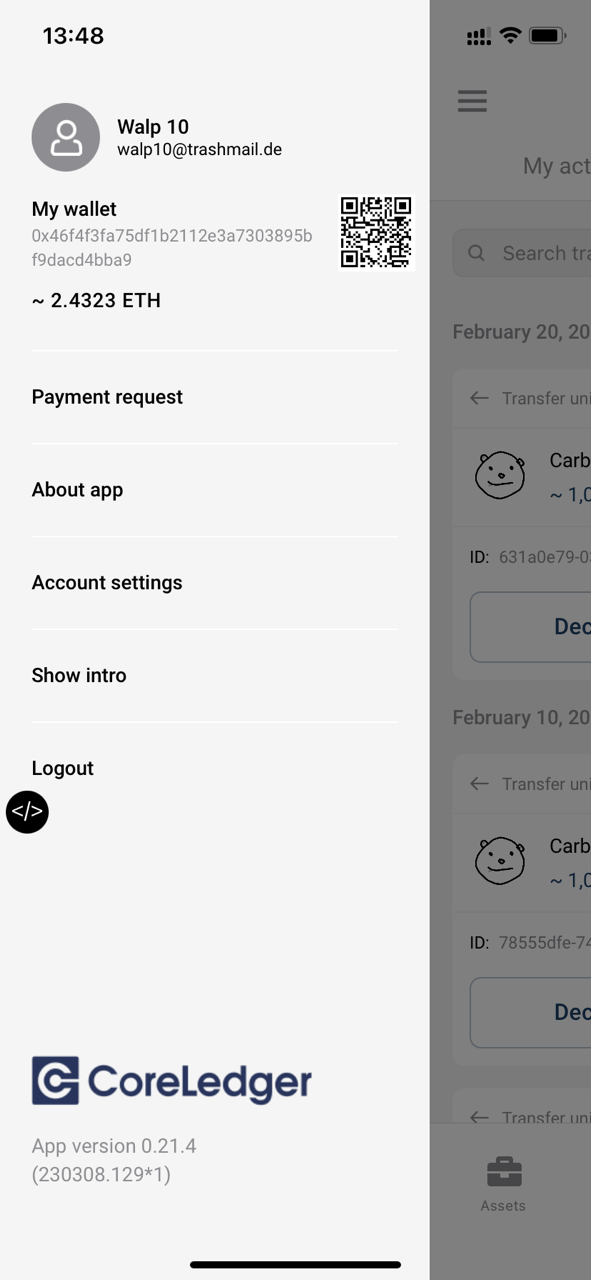 13:48
Walp 10
walp10@trashmail.de
My wallet
0x46f4f3fa75df1b2112e3a7303895b
f9dacd4bba9
~ 2.4323 ETH
Payment request
About app
Account settings
Show intro
Logout
</>
CoreLedger
App version 0.21.4
(230308.129*1)
My act
Search tra
February 20, 20
Transfer uni
Carb
~ 1,0
ID: 631a0e79-03
Dec
February 10, 20
Transfer uni
Carb
~ 1,0
ID: 78555dfe-74
Dec
Transfer uni
Assets